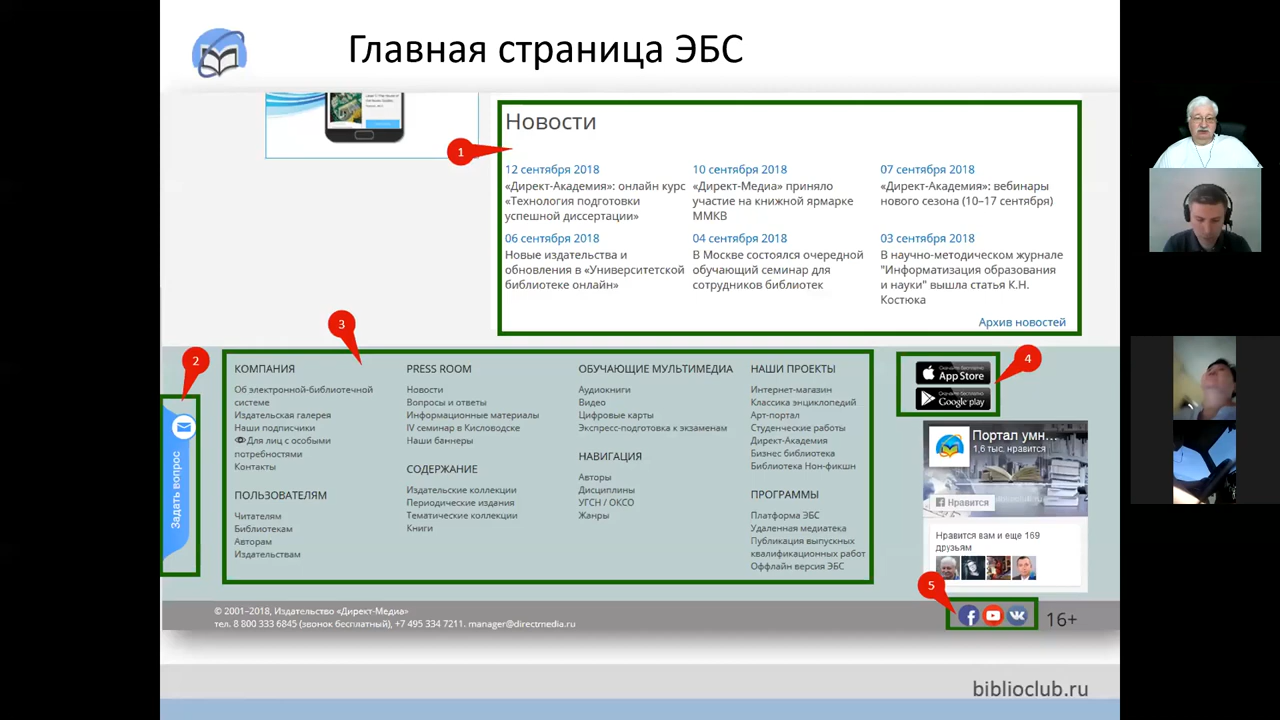 Главная страница ЭБС
Новости
1
12 сентября 2018
«Директ-Академия»: онлайн курс
«Технология подготовки
успешной диссертации»
10 сентября 2018
«Директ-Медиа» приняло
участие на книжной ярмарке
ММКВ
07 сентября 2018
«Директ-Академия»: вебинары
нового сезона (10–17 сентября)
06 сентября 2018
Новые издательства и
обновления в «Университетской
библиотеке онлайн»
04 сентября 2018
В Москве состоялся очередной
обучающий семинар для
сотрудников библиотек
03 сентября 2018
В научно-методическом журнале
"Информатизация образования
и науки" вышла статья К.Н.
Костюка
Архив новостей
2
Задать вопрос
3
КОМПАНИЯ
Об электронной-библиотечной
системе
Издательская галерея
Наши подписчики
Для лиц с особыми
потребностями
Контакты
ПОЛЬЗОВАТЕЛЯМ
Читателям
Библиотекам
Авторам
Издательствам
PRESS ROOM
Новости
Вопросы и ответы
Информационные материалы
IV семинар в Кисловодске
Наши баннеры
СОДЕРЖАНИЕ
Издательские коллекции
Периодические издания
Тематические коллекции
Книги
ОБУЧАЮЩИЕ МУЛЬТИМЕДИА
Аудиокниги
Видео
Цифровые карты
Экспресс-подготовка к экзаменам
НАВИГАЦИЯ
Авторы
Дисциплины
УГСН / ОКСО
Жанры
НАШИ ПРОЕКТЫ
Интернет-магазин
Классика энциклопедий
Арт-портал
Студенческие работы
Директ-Академия
Бизнес библиотека
Библиотека Нон-фикшн
ПРОГРАММЫ
Платформа ЭБС
Удаленная медиатека
Публикация выпускных
квалификационных работ
Оффлайн версия ЭБС
4
App Store
Google play
Портал умн...
1,6 тыс. нравится
Нравится
Нравится вам и еще 169
друзьям
5
© 2001–2018, Издательство «Директ-Медиа»
тел. 8 800 333 6845 (звонок бесплатный), +7 495 334 7211. manager@directmedia.ru
16+
biblioclub.ru